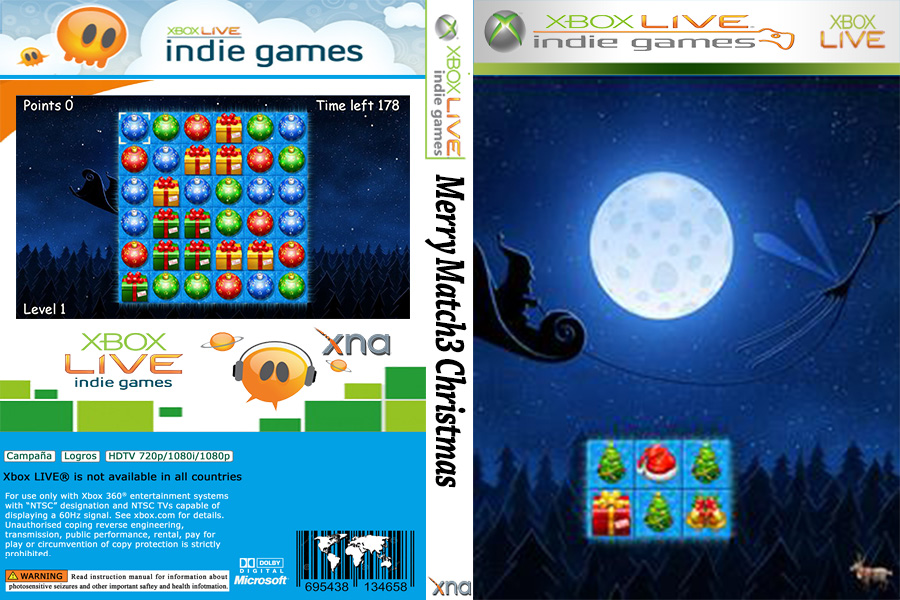 XBOX LIVE
indie games
Points 0
Time left 178
Level 1
XBOX
LIVE
indie games
xna
Campaña Logros HDTV 720p/1080i/1080p
Xbox LIVE® is not available in all countries
For use only with Xbox 360® entertainment systems
with “NTSC” designation and NTSC TVs capable of
displaying a 60Hz signal. See xbox.com for details.
Unauthorised coping reverse engineering,
transmission, public performance, rental, pay for
play or circumvention of copy protection is strictly
prohibited.
WARNING Read instruction manual for information about
photosensitive seizures and other important saftey and health infotmation.
DOLBY
DIGITAL
Microsoft
695438 134658
XBOX LIVE
indie games
Merry Match3 Christmas
xna
XBOX LIVE
indie games
XBOX
LIVE